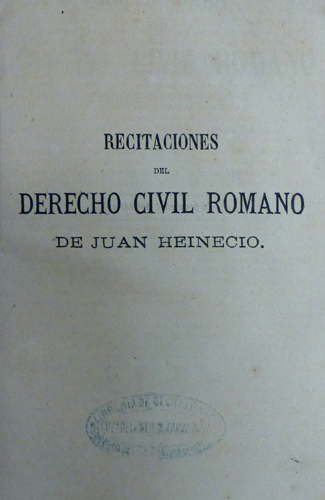 RECITACIONES
DEL
DERECHO CIVIL ROMANO
DE JUAN HEINECIO.